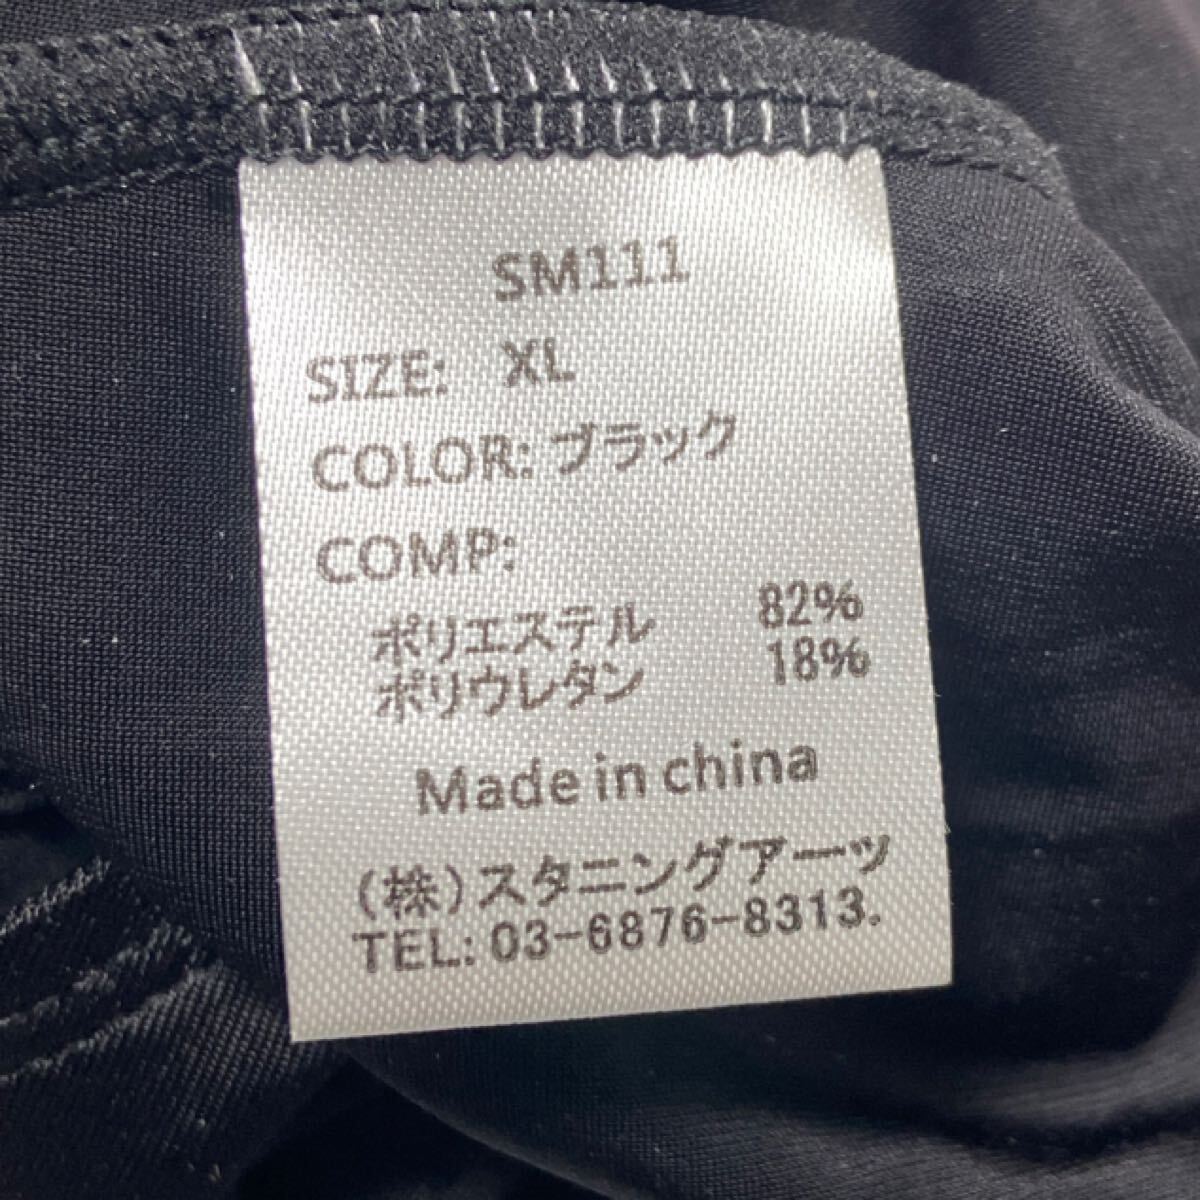 SM111
SIZE: XL
COLOR: ブラック
COMP:
ポリエステル 82%
ポリウレタン 18%
Made in china
(株)スタニングアーツ
TEL: 03-6876-8313.